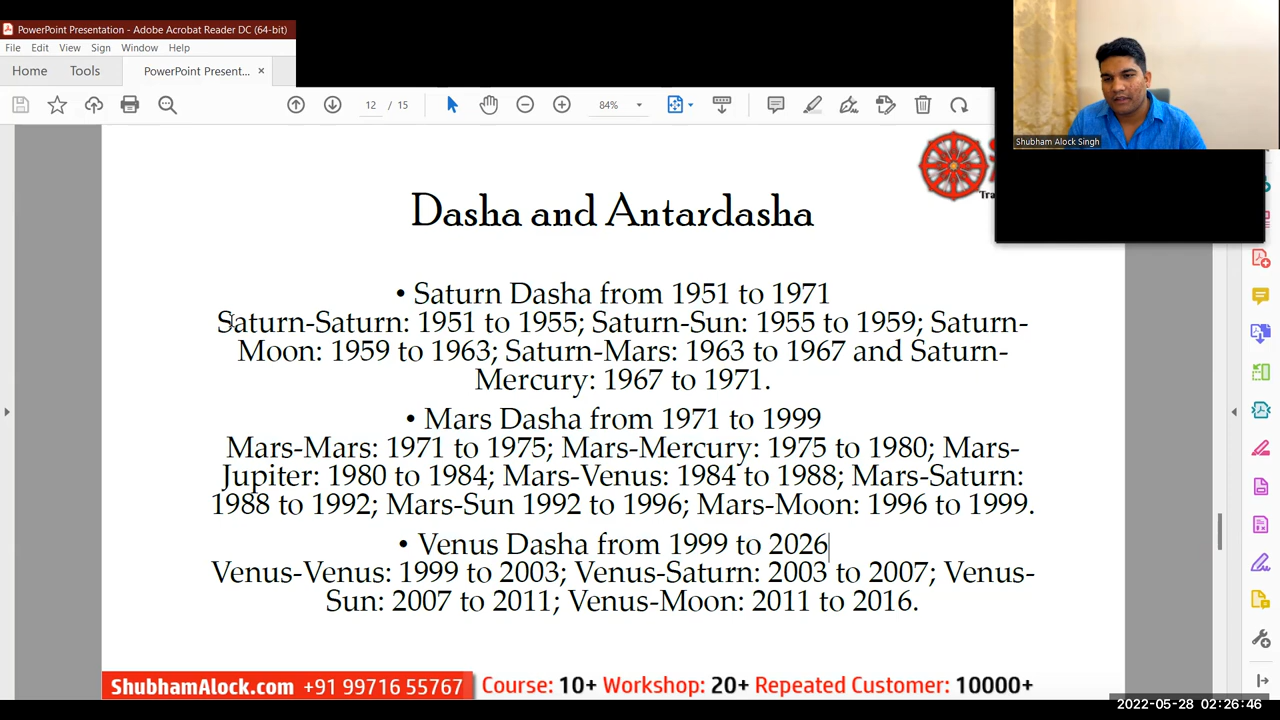 PowerPoint Presentation - Adobe Acrobat Reader DC (64-bit)
File Edit View Sign Window Help
Home Tools PowerPoint Present... ×
12 / 15 84%
Shubham Alock Singh
Tra
Dasha and Antardasha
• Saturn Dasha from 1951 to 1971
Saturn-Saturn: 1951 to 1955; Saturn-Sun: 1955 to 1959; Saturn-
Moon: 1959 to 1963; Saturn-Mars: 1963 to 1967 and Saturn-
Mercury: 1967 to 1971.
• Mars Dasha from 1971 to 1999
Mars-Mars: 1971 to 1975; Mars-Mercury: 1975 to 1980; Mars-
Jupiter: 1980 to 1984; Mars-Venus: 1984 to 1988; Mars-Saturn:
1988 to 1992; Mars-Sun 1992 to 1996; Mars-Moon: 1996 to 1999.
• Venus Dasha from 1999 to 2026
Venus-Venus: 1999 to 2003; Venus-Saturn: 2003 to 2007; Venus-
Sun: 2007 to 2011; Venus-Moon: 2011 to 2016.
ShubhamAlock.com +91 99716 55767 Course: 10+ Workshop: 20+ Repeated Customer: 10000+
2022-05-28 02:26:46